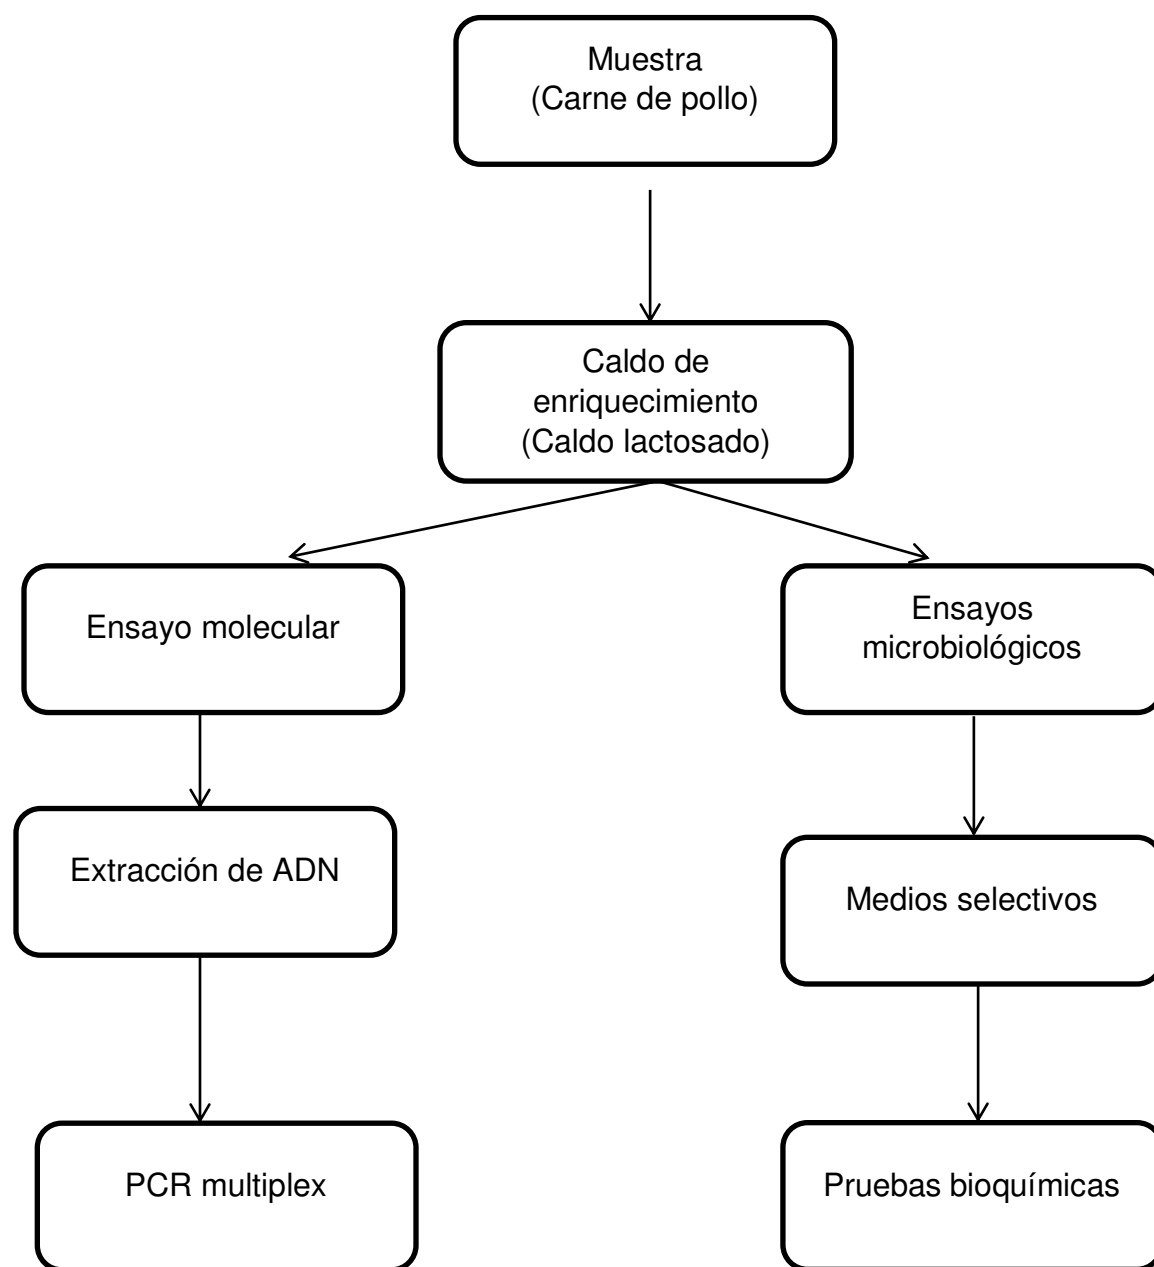 Muestra
(Carne de pollo)
Caldo de
enriquecimiento
(Caldo lactosado)
Ensayo molecular
Ensayos
microbiológicos
Extracción de ADN
Medios selectivos
PCR multiplex
Pruebas bioquímicas